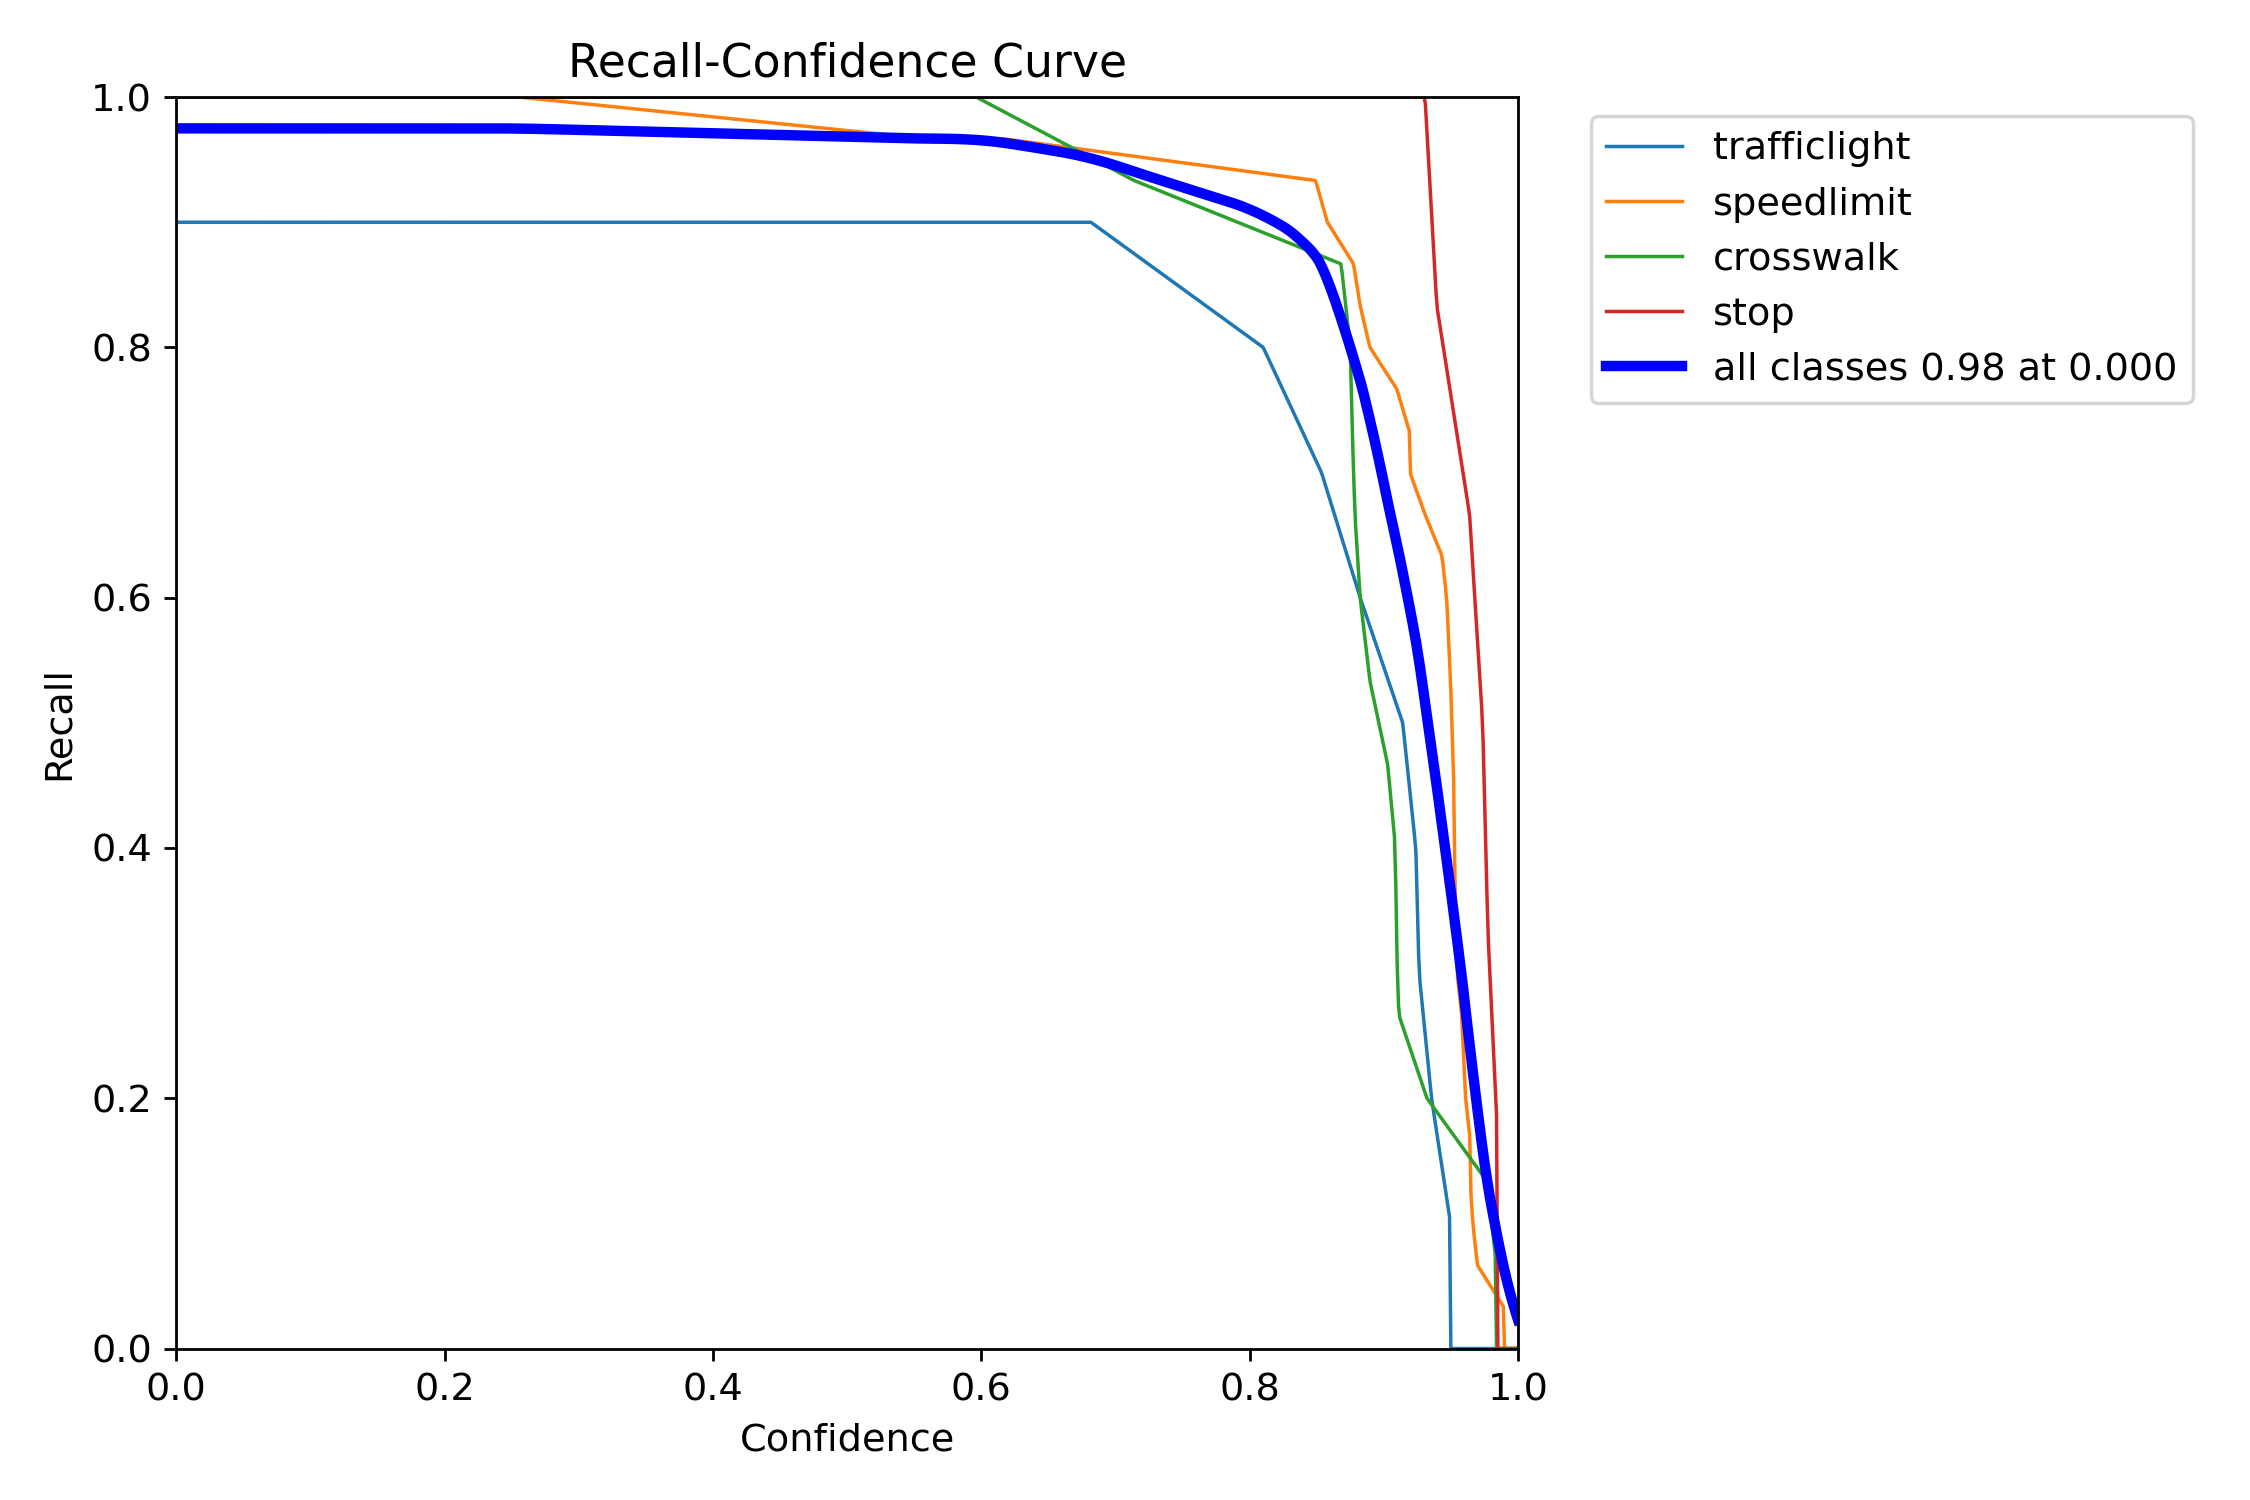 Recall-Confidence Curve
1.0
0.8
0.6
0.4
0.2
0.0
Recall
0.0 0.2 0.4 0.6 0.8 1.0
Confidence
trafficlight
speedlimit
crosswalk
stop
all classes 0.98 at 0.000